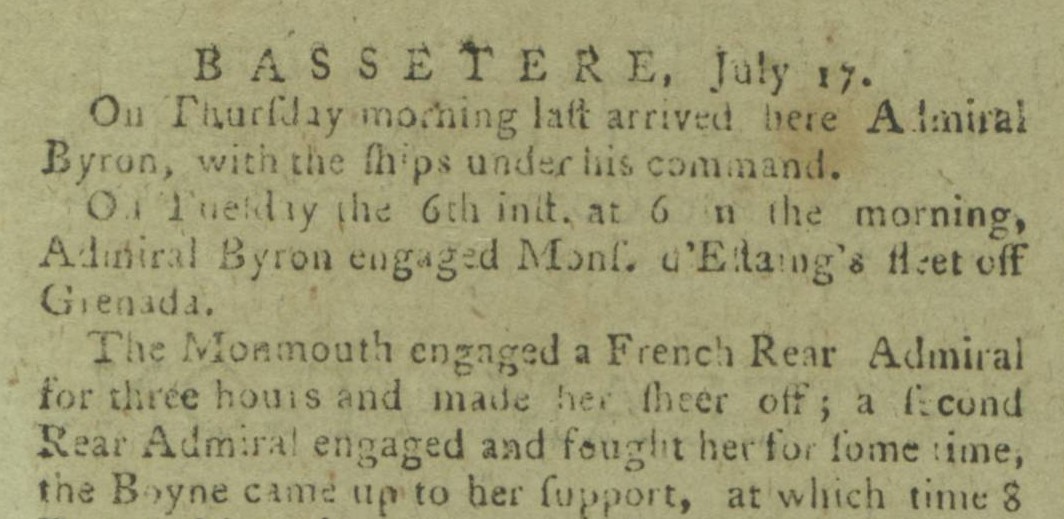 BASSETERE, July 17.
On Thurſday morning laſt arrived here Admiral
Byron, with the ſhips under his command.
On Tueſday the 6th inſt. at 6 in the morning,
Admiral Byron engaged Monſ. d'Eſtaing's fleet off
Grenada.
The Monmouth engaged a French Rear Admiral
for three hours and made her ſheer off; a ſecond
Rear Admiral engaged and fought her for ſome time,
the Boyne came up to her ſupport, at which time 8